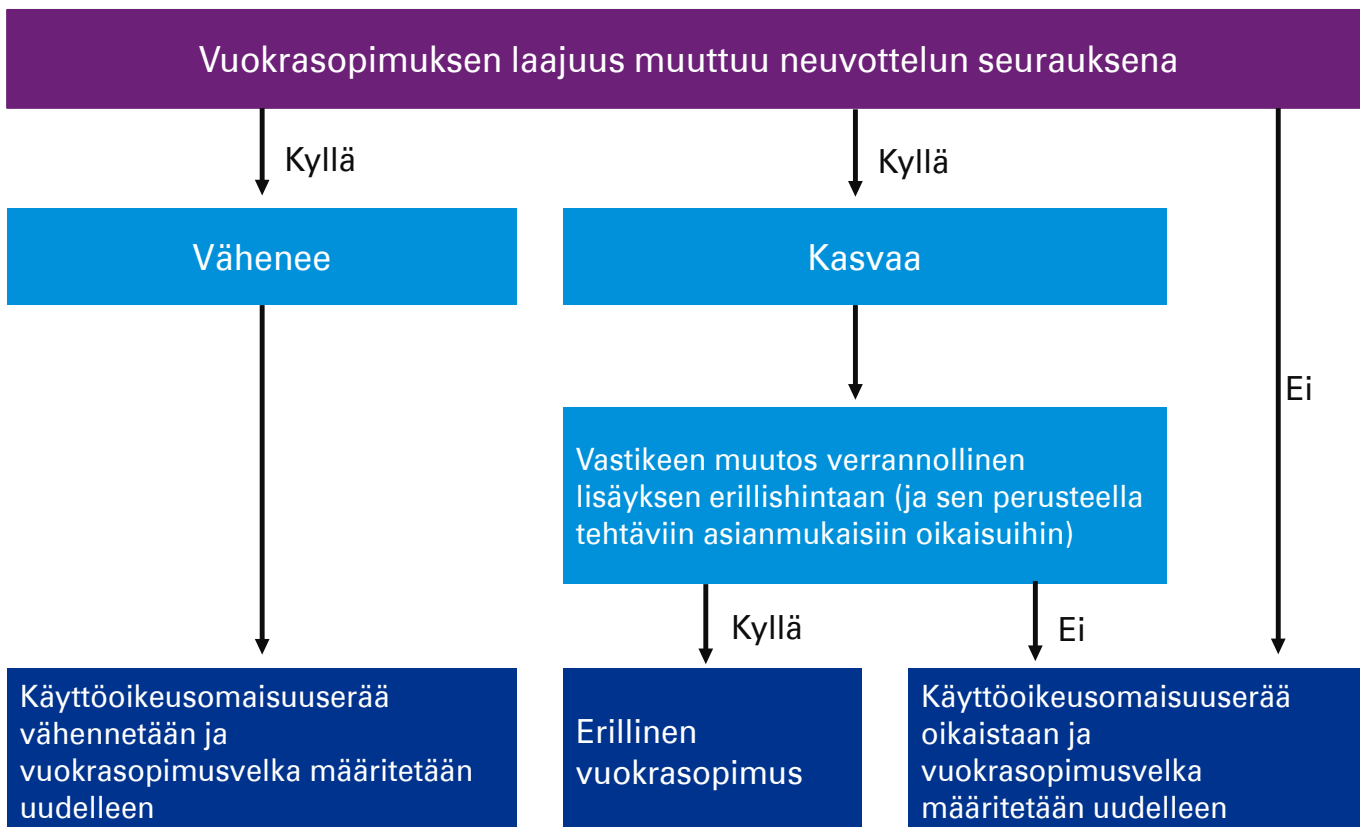 Vuokrasopimuksen laajuus muuttuu neuvottelun seurauksena
Kyllä
Kyllä
Vähenee
Kasvaa
Ei
Vastikeen muutos verrannollinen
lisäyksen erillishintaan (ja sen perusteella
tehtäviin asianmukaisiin oikaisuihin)
Kyllä
Ei
Käyttöoikeusomaisuuserää
vähennetään ja
vuokrasopimusvelka määritetään
uudelleen
Erillinen
vuokrasopimus
Käyttöoikeusomaisuuserää
oikaistaan ja
vuokrasopimusvelka
määritetään uudelleen